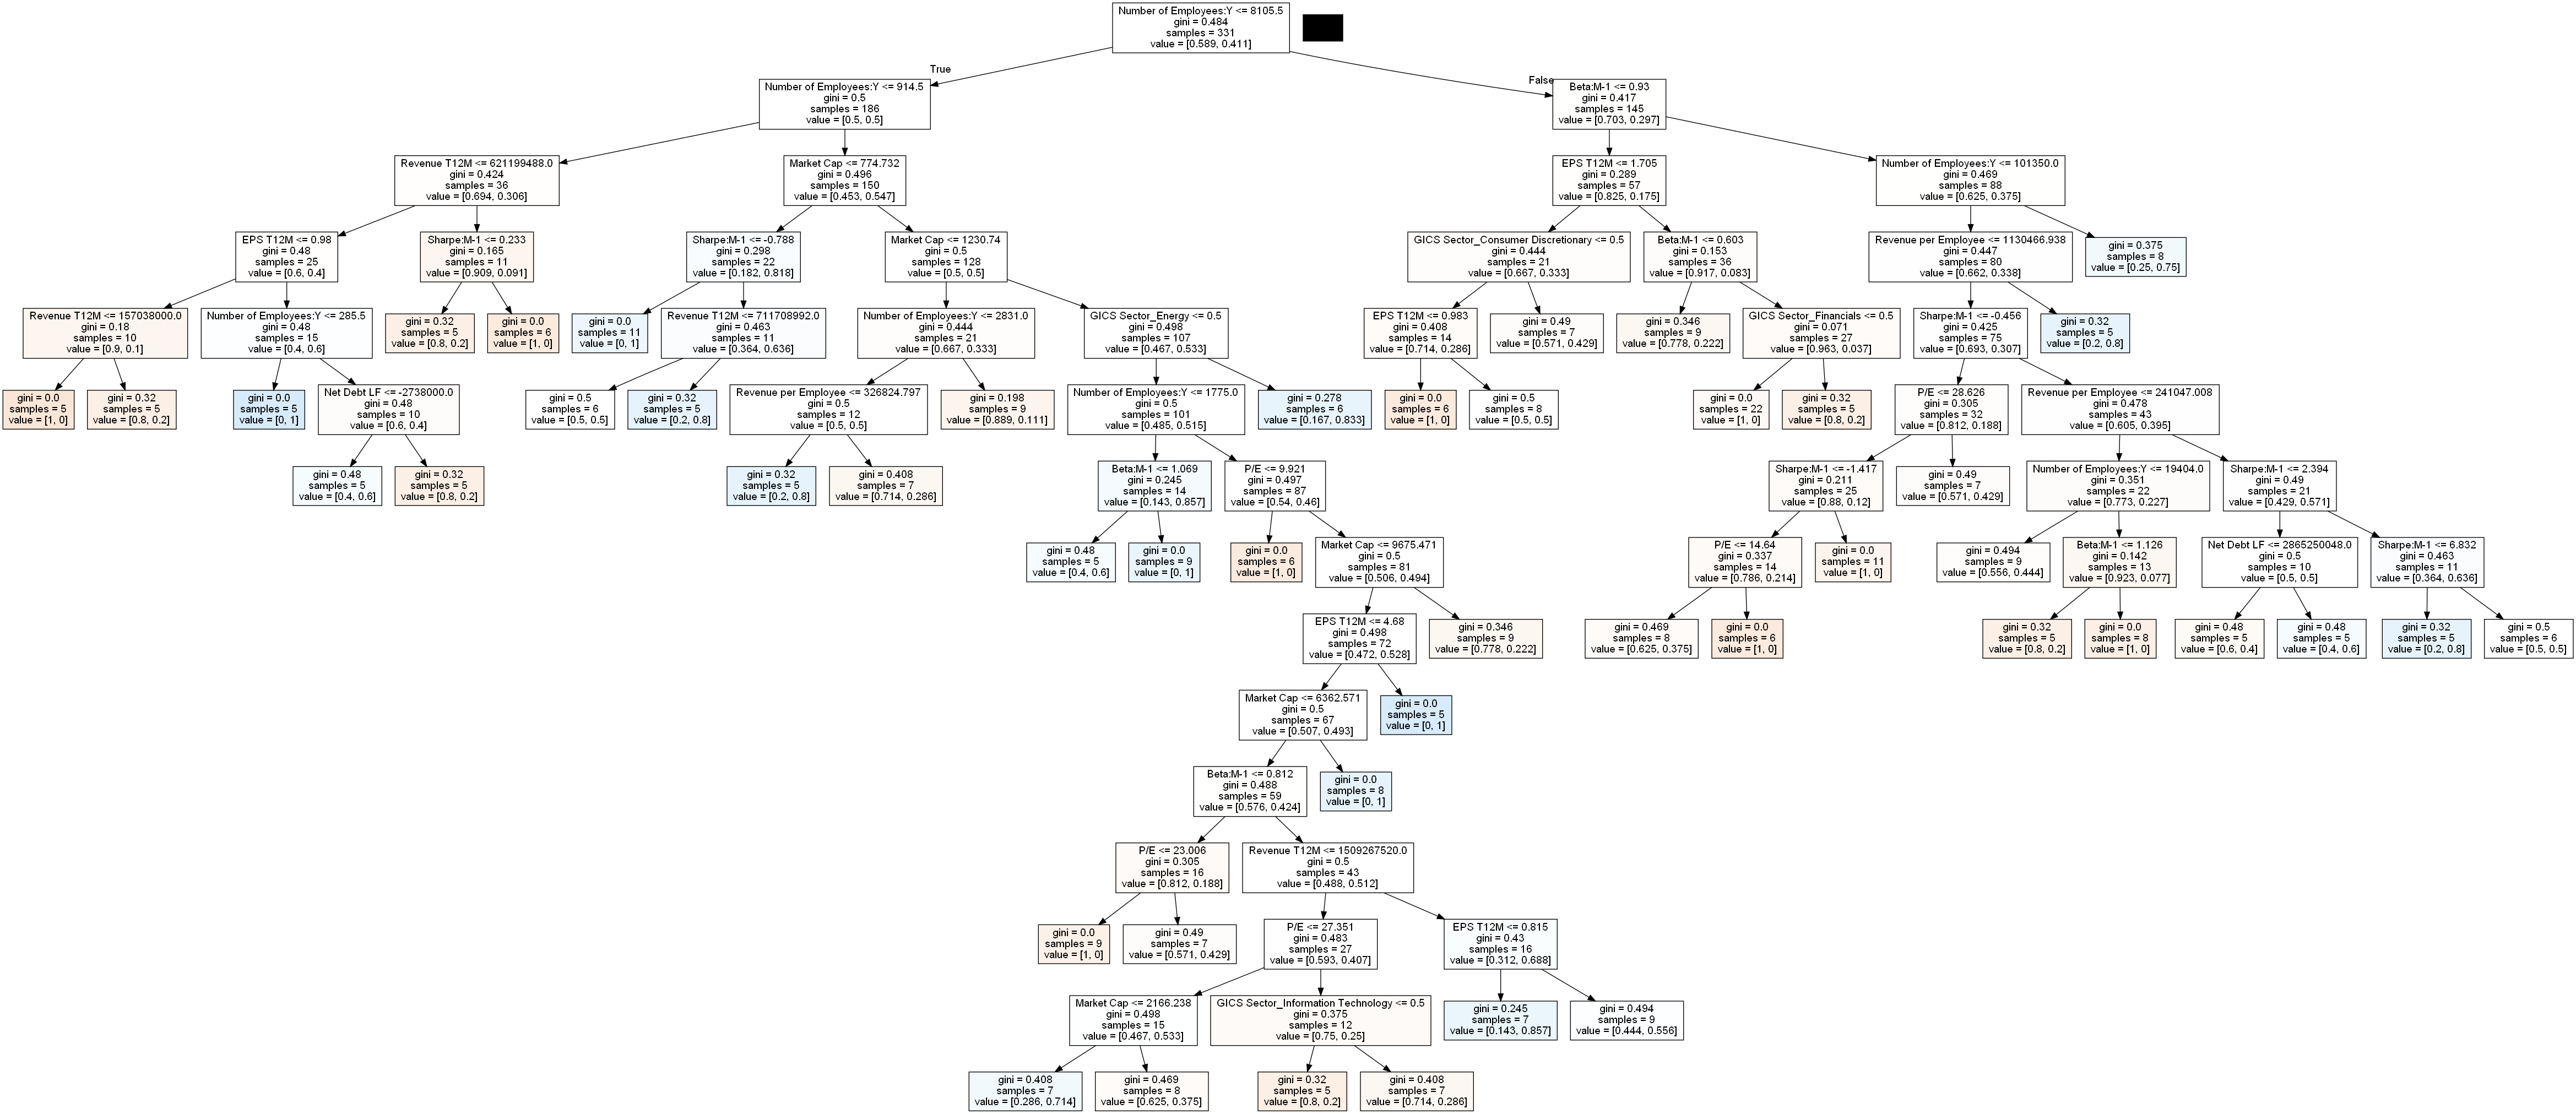 Number of Employees:Y <= 8105.5
gini = 0.484
samples = 331
value = [0.589, 0.411]
True
False
Number of Employees:Y <= 914.5
gini = 0.5
samples = 186
value = [0.5, 0.5]
Beta:M-1 <= 0.93
gini = 0.417
samples = 145
value = [0.703, 0.297]
Revenue T12M <= 621199488.0
gini = 0.424
samples = 36
value = [0.694, 0.306]
Market Cap <= 774.732
gini = 0.496
samples = 150
value = [0.453, 0.547]
EPS T12M <= 1.705
gini = 0.289
samples = 57
value = [0.825, 0.175]
Number of Employees:Y <= 101350.0
gini = 0.469
samples = 88
value = [0.625, 0.375]
EPS T12M <= 0.98
gini = 0.48
samples = 25
value = [0.6, 0.4]
Sharpe:M-1 <= 0.233
gini = 0.165
samples = 11
value = [0.909, 0.091]
Sharpe:M-1 <= -0.788
gini = 0.298
samples = 22
value = [0.182, 0.818]
Market Cap <= 1230.74
gini = 0.5
samples = 128
value = [0.5, 0.5]
GICS Sector_Consumer Discretionary <= 0.5
gini = 0.444
samples = 21
value = [0.667, 0.333]
Beta:M-1 <= 0.603
gini = 0.153
samples = 36
value = [0.917, 0.083]
Revenue per Employee <= 1130466.938
gini = 0.447
samples = 80
value = [0.662, 0.338]
gini = 0.375
samples = 8
value = [0.25, 0.75]
Revenue T12M <= 157038000.0
gini = 0.18
samples = 10
value = [0.9, 0.1]
Number of Employees:Y <= 285.5
gini = 0.48
samples = 15
value = [0.4, 0.6]
gini = 0.32
samples = 5
value = [0.8, 0.2]
gini = 0.0
samples = 6
value = [1, 0]
gini = 0.0
samples = 11
value = [0, 1]
Revenue T12M <= 711708992.0
gini = 0.463
samples = 11
value = [0.364, 0.636]
Number of Employees:Y <= 2831.0
gini = 0.444
samples = 21
value = [0.667, 0.333]
GICS Sector_Energy <= 0.5
gini = 0.498
samples = 107
value = [0.467, 0.533]
EPS T12M <= 0.983
gini = 0.408
samples = 14
value = [0.714, 0.286]
gini = 0.49
samples = 7
value = [0.571, 0.429]
gini = 0.346
samples = 9
value = [0.778, 0.222]
GICS Sector_Financials <= 0.5
gini = 0.071
samples = 27
value = [0.963, 0.037]
Sharpe:M-1 <= -0.456
gini = 0.425
samples = 75
value = [0.693, 0.307]
gini = 0.32
samples = 5
value = [0.2, 0.8]
gini = 0.0
samples = 5
value = [1, 0]
gini = 0.32
samples = 5
value = [0.8, 0.2]
gini = 0.0
samples = 5
value = [0, 1]
Net Debt LF <= -2738000.0
gini = 0.48
samples = 10
value = [0.6, 0.4]
gini = 0.5
samples = 6
value = [0.5, 0.5]
gini = 0.32
samples = 5
value = [0.2, 0.8]
Revenue per Employee <= 326824.797
gini = 0.5
samples = 12
value = [0.5, 0.5]
gini = 0.198
samples = 9
value = [0.889, 0.111]
Number of Employees:Y <= 1775.0
gini = 0.5
samples = 101
value = [0.485, 0.515]
gini = 0.278
samples = 6
value = [0.167, 0.833]
gini = 0.0
samples = 6
value = [1, 0]
gini = 0.5
samples = 8
value = [0.5, 0.5]
gini = 0.0
samples = 22
value = [1, 0]
gini = 0.32
samples = 5
value = [0.8, 0.2]
P/E <= 28.626
gini = 0.305
samples = 32
value = [0.812, 0.188]
Revenue per Employee <= 241047.008
gini = 0.478
samples = 43
value = [0.605, 0.395]
gini = 0.48
samples = 5
value = [0.4, 0.6]
gini = 0.32
samples = 5
value = [0.8, 0.2]
gini = 0.32
samples = 5
value = [0.2, 0.8]
gini = 0.408
samples = 7
value = [0.714, 0.286]
Beta:M-1 <= 1.069
gini = 0.245
samples = 14
value = [0.143, 0.857]
P/E <= 9.921
gini = 0.497
samples = 87
value = [0.54, 0.46]
Sharpe:M-1 <= -1.417
gini = 0.211
samples = 25
value = [0.88, 0.12]
gini = 0.49
samples = 7
value = [0.571, 0.429]
Number of Employees:Y <= 19404.0
gini = 0.351
samples = 22
value = [0.773, 0.227]
Sharpe:M-1 <= 2.394
gini = 0.49
samples = 21
value = [0.429, 0.571]
gini = 0.48
samples = 5
value = [0.4, 0.6]
gini = 0.0
samples = 9
value = [0, 1]
gini = 0.0
samples = 6
value = [1, 0]
Market Cap <= 9675.471
gini = 0.5
samples = 81
value = [0.506, 0.494]
P/E <= 14.64
gini = 0.337
samples = 14
value = [0.786, 0.214]
gini = 0.0
samples = 11
value = [1, 0]
gini = 0.494
samples = 9
value = [0.556, 0.444]
Beta:M-1 <= 1.126
gini = 0.142
samples = 13
value = [0.923, 0.077]
Net Debt LF <= 2865250048.0
gini = 0.5
samples = 10
value = [0.5, 0.5]
Sharpe:M-1 <= 6.832
gini = 0.463
samples = 11
value = [0.364, 0.636]
EPS T12M <= 4.68
gini = 0.498
samples = 72
value = [0.472, 0.528]
gini = 0.346
samples = 9
value = [0.778, 0.222]
gini = 0.469
samples = 8
value = [0.625, 0.375]
gini = 0.0
samples = 6
value = [1, 0]
gini = 0.32
samples = 5
value = [0.8, 0.2]
gini = 0.0
samples = 8
value = [1, 0]
gini = 0.48
samples = 5
value = [0.6, 0.4]
gini = 0.48
samples = 5
value = [0.4, 0.6]
gini = 0.32
samples = 5
value = [0.2, 0.8]
gini = 0.5
samples = 6
value = [0.5, 0.5]
Market Cap <= 6362.571
gini = 0.5
samples = 67
value = [0.507, 0.493]
gini = 0.0
samples = 5
value = [0, 1]
Beta:M-1 <= 0.812
gini = 0.488
samples = 59
value = [0.576, 0.424]
gini = 0.0
samples = 8
value = [0, 1]
P/E <= 23.006
gini = 0.305
samples = 16
value = [0.812, 0.188]
Revenue T12M <= 1509267520.0
gini = 0.5
samples = 43
value = [0.488, 0.512]
gini = 0.0
samples = 9
value = [1, 0]
gini = 0.49
samples = 7
value = [0.571, 0.429]
P/E <= 27.351
gini = 0.483
samples = 27
value = [0.593, 0.407]
EPS T12M <= 0.815
gini = 0.43
samples = 16
value = [0.312, 0.688]
Market Cap <= 2166.238
gini = 0.498
samples = 15
value = [0.467, 0.533]
GICS Sector_Information Technology <= 0.5
gini = 0.375
samples = 12
value = [0.75, 0.25]
gini = 0.245
samples = 7
value = [0.143, 0.857]
gini = 0.494
samples = 9
value = [0.444, 0.556]
gini = 0.408
samples = 7
value = [0.286, 0.714]
gini = 0.469
samples = 8
value = [0.625, 0.375]
gini = 0.32
samples = 5
value = [0.8, 0.2]
gini = 0.408
samples = 7
value = [0.714, 0.286]